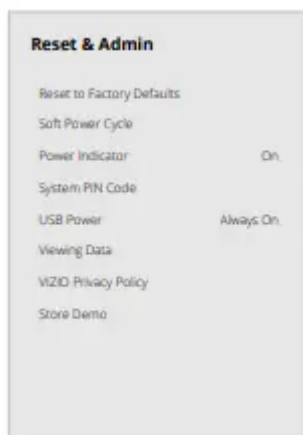 Reset & Admin
Reset to Factory Defaults
Soft Power Cycle
Power Indicator On
System PIN Code
USB Power Always On
Viewing Data
VIZIO Privacy Policy
Store Demo